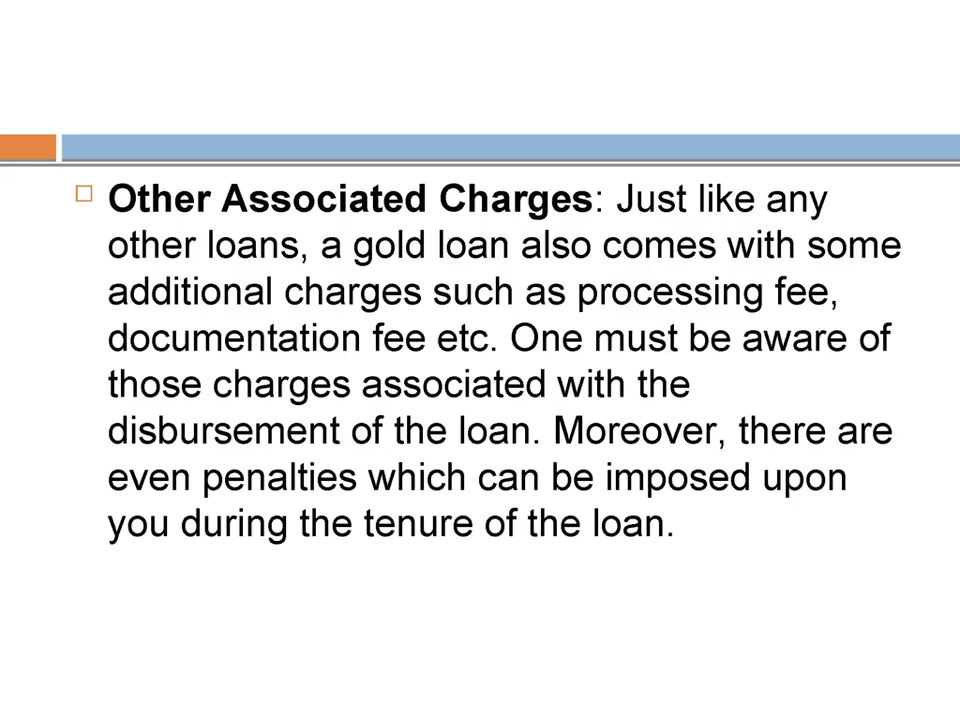 Other Associated Charges: Just like any
other loans, a gold loan also comes with some
additional charges such as processing fee,
documentation fee etc. One must be aware of
those charges associated with the
disbursement of the loan. Moreover, there are
even penalties which can be imposed upon
you during the tenure of the loan.